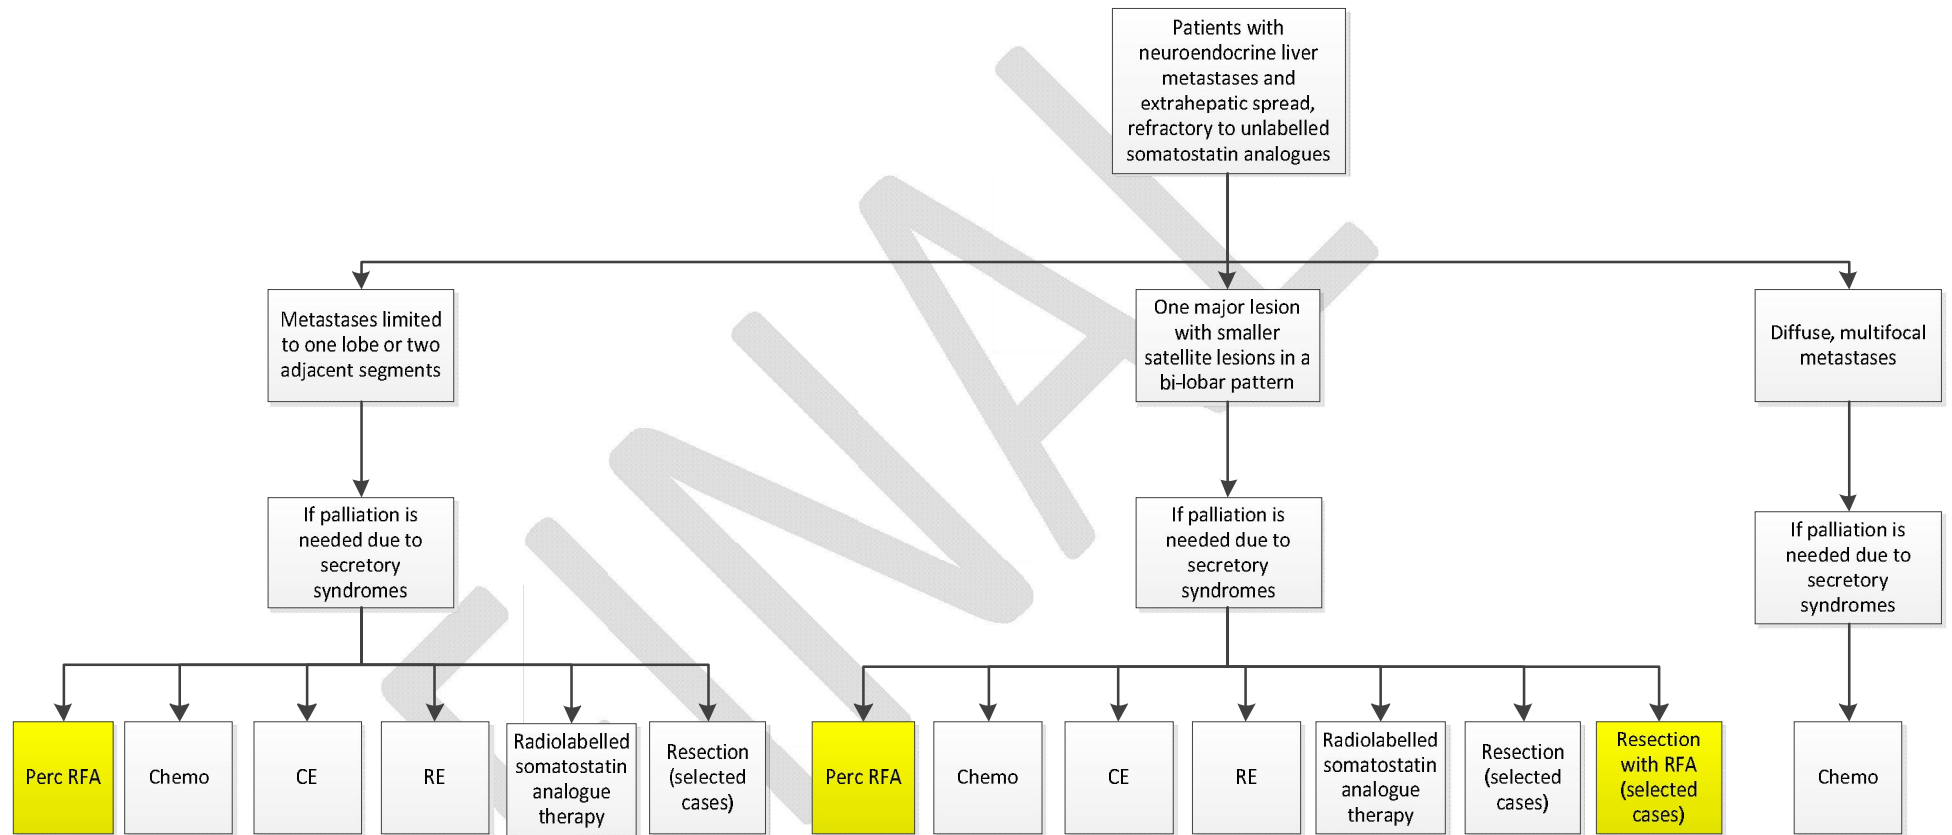 Patients with
neuroendocrine liver
metastases and
extrahepatic spread,
refractory to unlabelled
somatostatin analogues
Metastases limited
to one lobe or two
adjacent segments
One major lesion
with smaller
satellite lesions in a
bi-lobar pattern
Diffuse, multifocal
metastases
If palliation is
needed due to
secretory
syndromes
If palliation is
needed due to
secretory
syndromes
If palliation is
needed due to
secretory
syndromes
Perc RFA
Chemo
CE
RE
Radiolabelled
somatostatin
analogue
therapy
Resection
(selected
cases)
Perc RFA
Chemo
CE
RE
Radiolabelled
somatostatin
analogue
therapy
Resection
(selected
cases)
Resection
with RFA
(selected
cases)
Chemo
FINAL